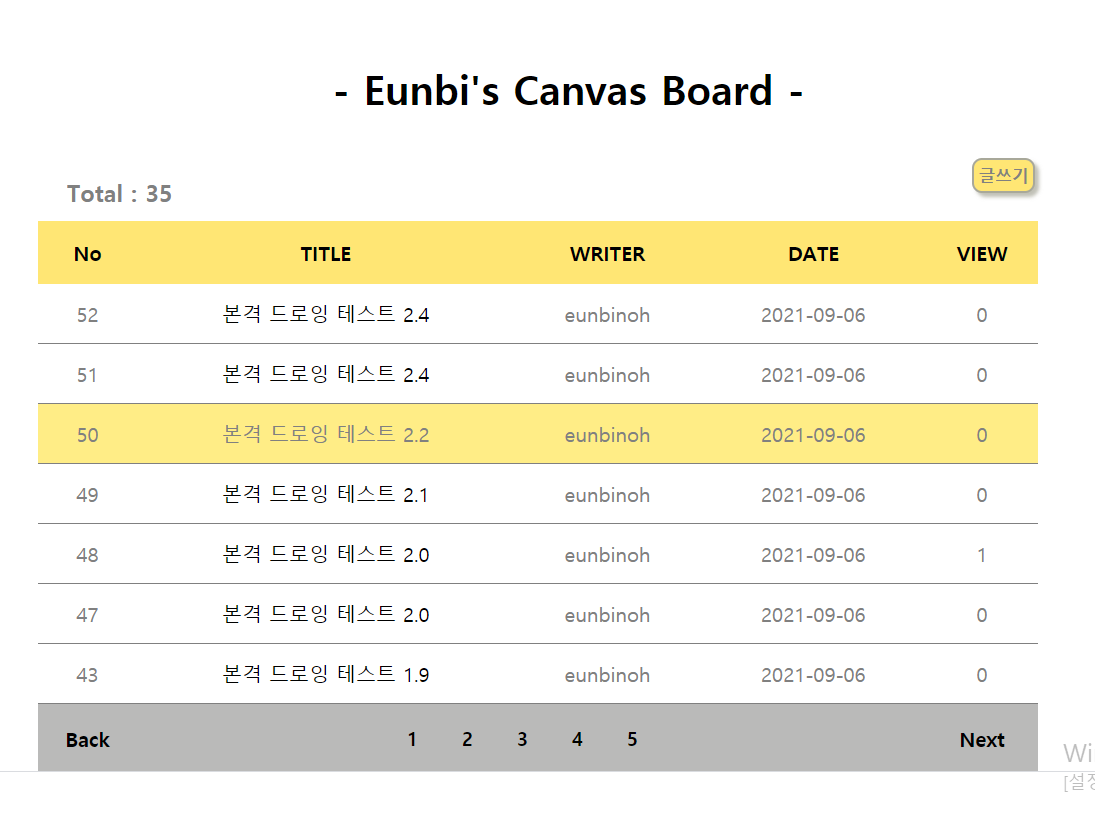 - Eunbi's Canvas Board -
글쓰기
Total : 35
No TITLE WRITER DATE VIEW
52 본격 드로잉 테스트 2.4 eunbinoh 2021-09-06 0
51 본격 드로잉 테스트 2.4 eunbinoh 2021-09-06 0
50 본격 드로잉 테스트 2.2 eunbinoh 2021-09-06 0
49 본격 드로잉 테스트 2.1 eunbinoh 2021-09-06 0
48 본격 드로잉 테스트 2.0 eunbinoh 2021-09-06 1
47 본격 드로잉 테스트 2.0 eunbinoh 2021-09-06 0
43 본격 드로잉 테스트 1.9 eunbinoh 2021-09-06 0
Back 1 2 3 4 5 Next
Wi
[설정